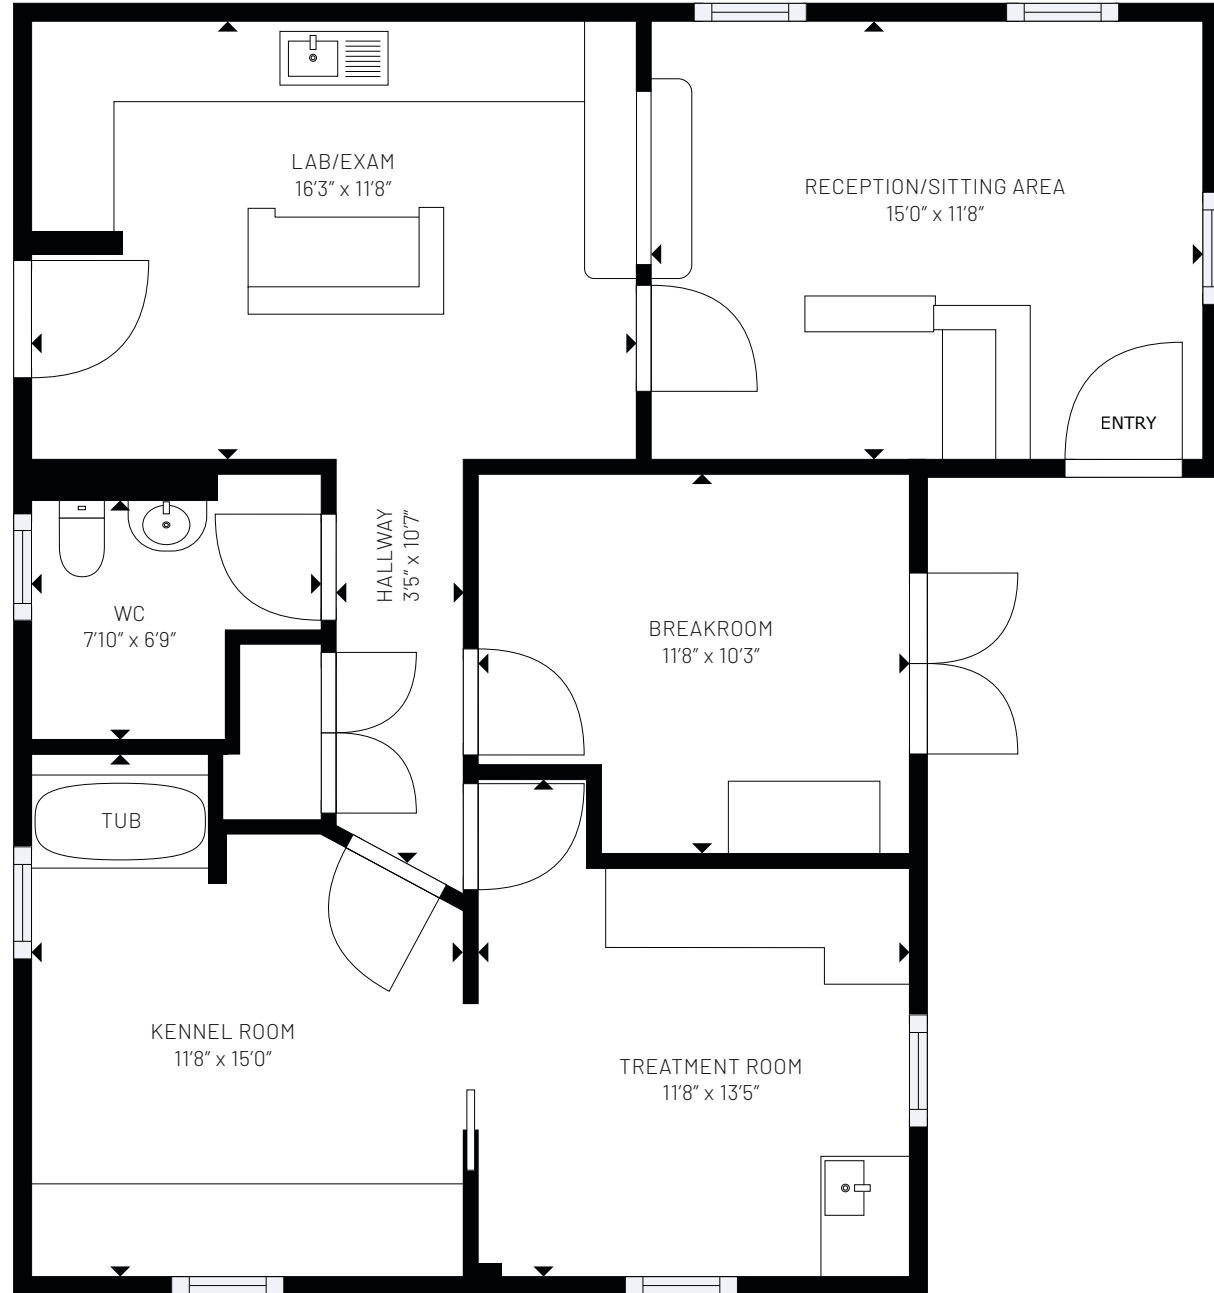 LAB/EXAM
16’3” x 11’8”
RECEPTION/SITTING AREA
15’0” x 11’8”
ENTRY
HALLWAY
3’5” x 10’7”
WC
7’10” x 6’9”
BREAKROOM
11’8” x 10’3”
TUB
KENNEL ROOM
11’8” x 15’0”
TREATMENT ROOM
11’8” x 13’5”